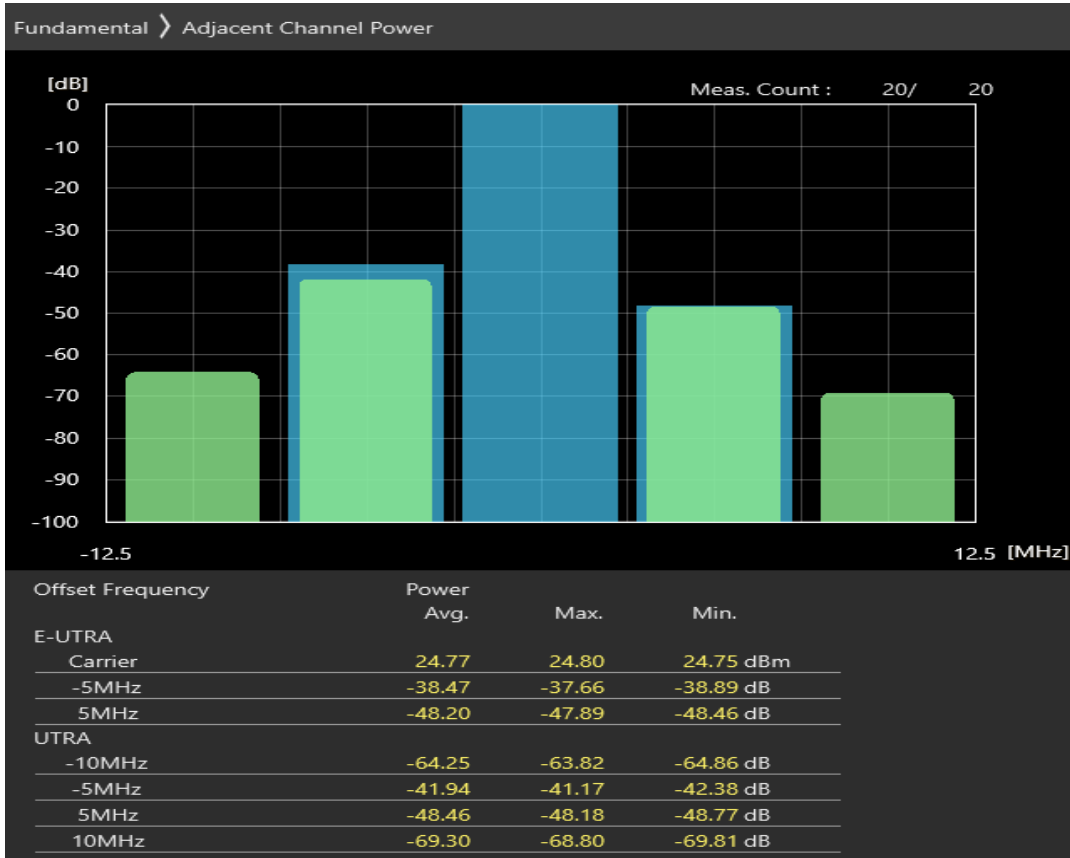 Fundamental 〉 Adjacent Channel Power
[dB]
Meas. Count : 20/ 20
0
-10
-20
-30
-40
-50
-60
-70
-80
-90
-100
-12.5 12.5 [MHz]
Offset Frequency Power
Avg. Max. Min.
E-UTRA
Carrier 24.77 24.80 24.75 dBm
-5MHz -38.47 -37.66 -38.89 dB
5MHz -48.20 -47.89 -48.46 dB
UTRA
-10MHz -64.25 -63.82 -64.86 dB
-5MHz -41.94 -41.17 -42.38 dB
5MHz -48.46 -48.18 -48.77 dB
10MHz -69.30 -68.80 -69.81 dB